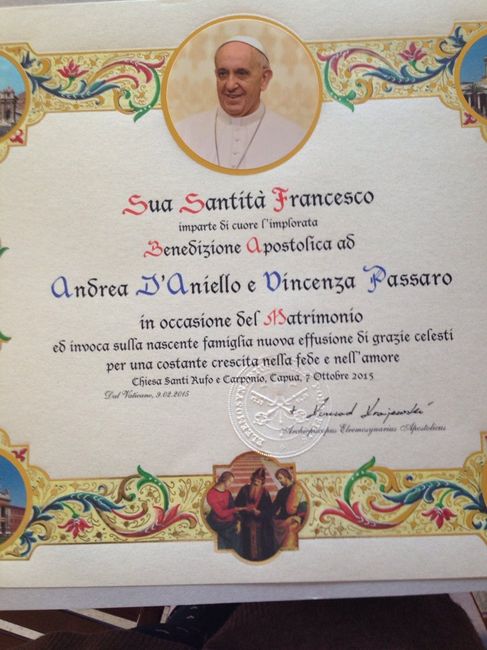 Sua Santità Francesco
imparte di cuore l'implorata
Benedizione Apostolica ad
Andrea D'Aniello e Vincenza Passaro
in occasione del Matrimonio
ed invoca sulla nascente famiglia nuova effusione di grazie celesti
per una costante crescita nella fede e nell'amore
Chiesa Santi Rufo e Carponio, Capua, 7 Ottobre 2015
Dal Vaticano, 9.02.2015
Archiepiscopus Eleemosynarius Apostolicus